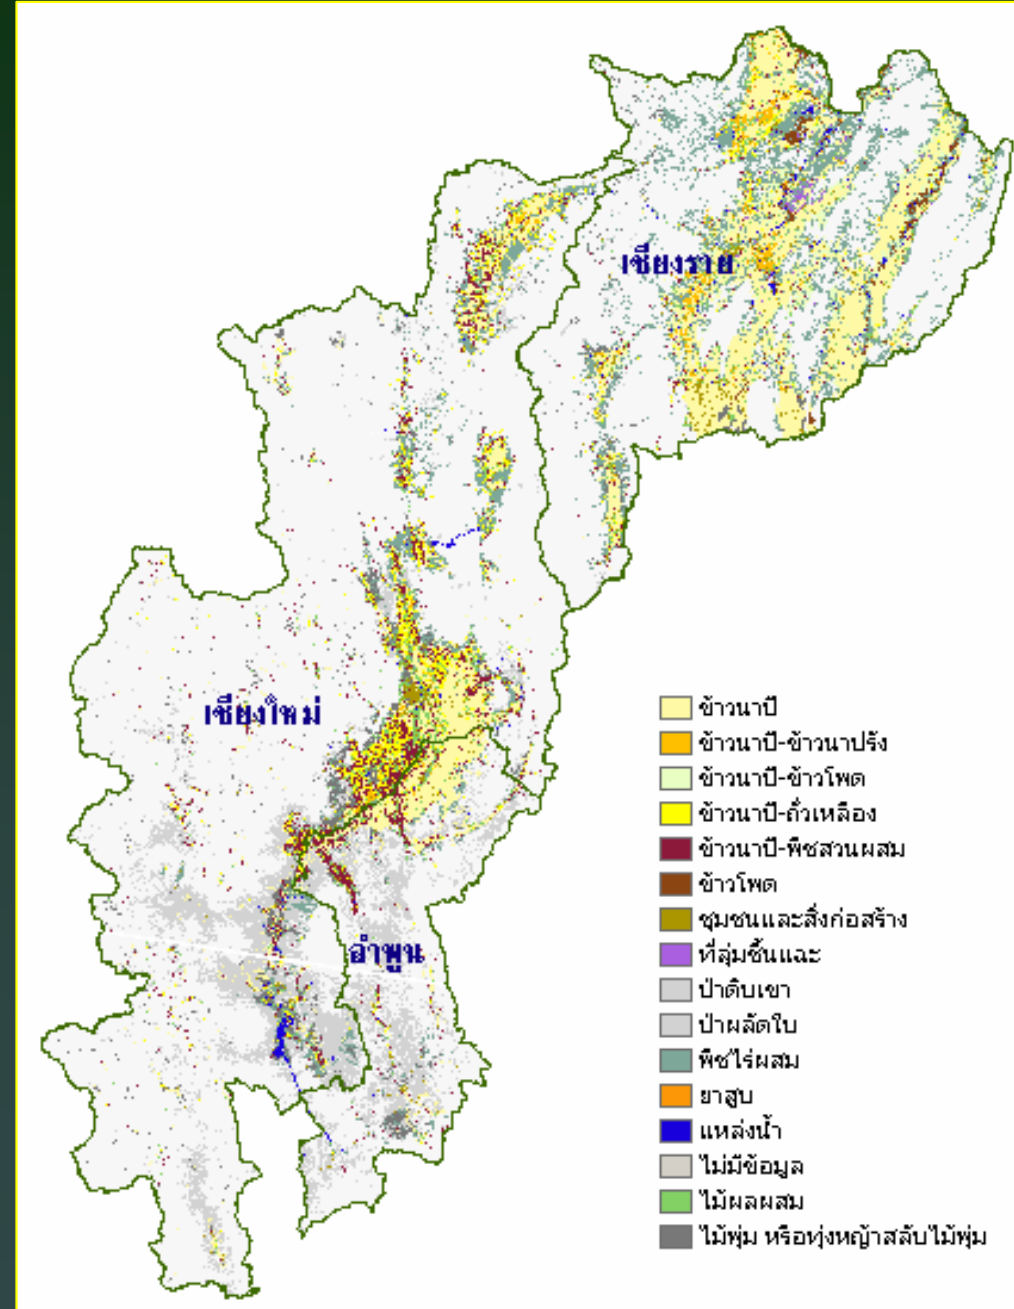 เชียงราย
เชียงใหม่
ลำพูน
ข้าวนาปี
ข้าวนาปี-ข้าวนาปรัง
ข้าวนาปี-ข้าวโพด
ข้าวนาปี-ถั่วเหลือง
ข้าวนาปี-พืชสวนผสม
ข้าวโพด
ชุมชนและสิ่งก่อสร้าง
ที่ลุ่มชื้นแฉะ
ป่าดิบเขา
ป่าผลัดใบ
พืชไร่ผสม
ยาสูบ
แหล่งน้ำ
ไม่มีข้อมูล
ไม้ผลผสม
ไม้พุ่ม หรือทุ่งหญ้าสลับไม้พุ่ม